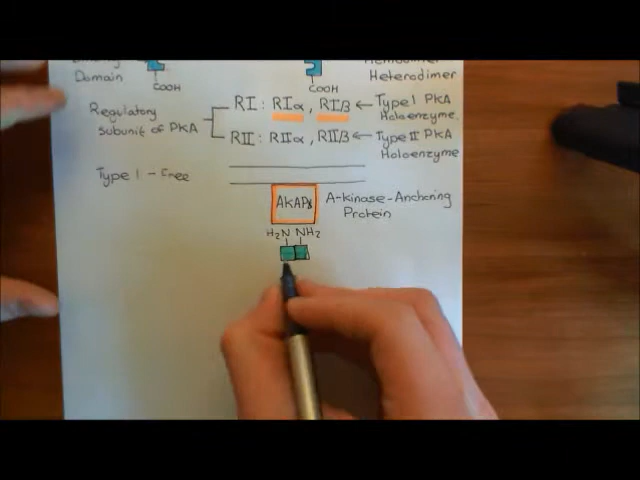 Domain
COOH
COOH
Heterodimer
Regulatory
subunit of PKA
RI : RIα , RIβ ← Type I PKA
Holoenzyme
RII : RIIα , RIIβ ← Type II PKA
Holoenzyme
Type I - Free
AKAPs
A-kinase-Anchoring
Protein
H₂N NH₂